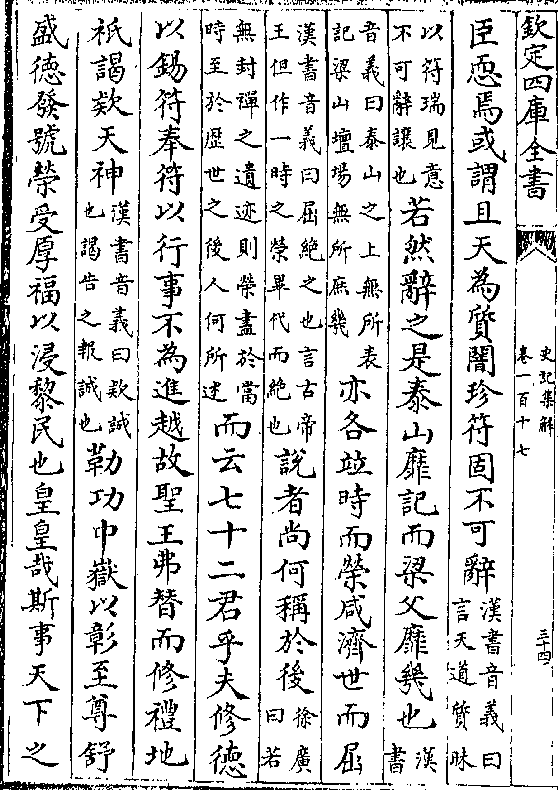 欽定四庫全書
史記集解
卷一百十七
三十四
臣恧焉或謂且天為質闇珍符固不可辭漢書音義曰言天道質昧
以符瑞見意不可辭讓也若然辭之是泰山靡記而梁父靡幾也漢書
音義曰泰山之上無所表記梁山壇場無所庶幾亦各竝時而榮咸濟世而屈
漢書音義曰屈絶之也言古帝王但作一時之榮畢代而絶也說者尚何稱於後徐廣曰若
無封禪之遺迹則榮盡於當時至於歴世之後人何所述而云七十二君乎夫修德
以錫符奉符以行事不為進越故聖王弗替而修禮地
祇謁欵天神漢書音義曰欵誠也謁告之報誠也勒功中嶽以彰至尊舒
盛德發號榮受厚福以浸黎民也皇皇哉斯事天下之